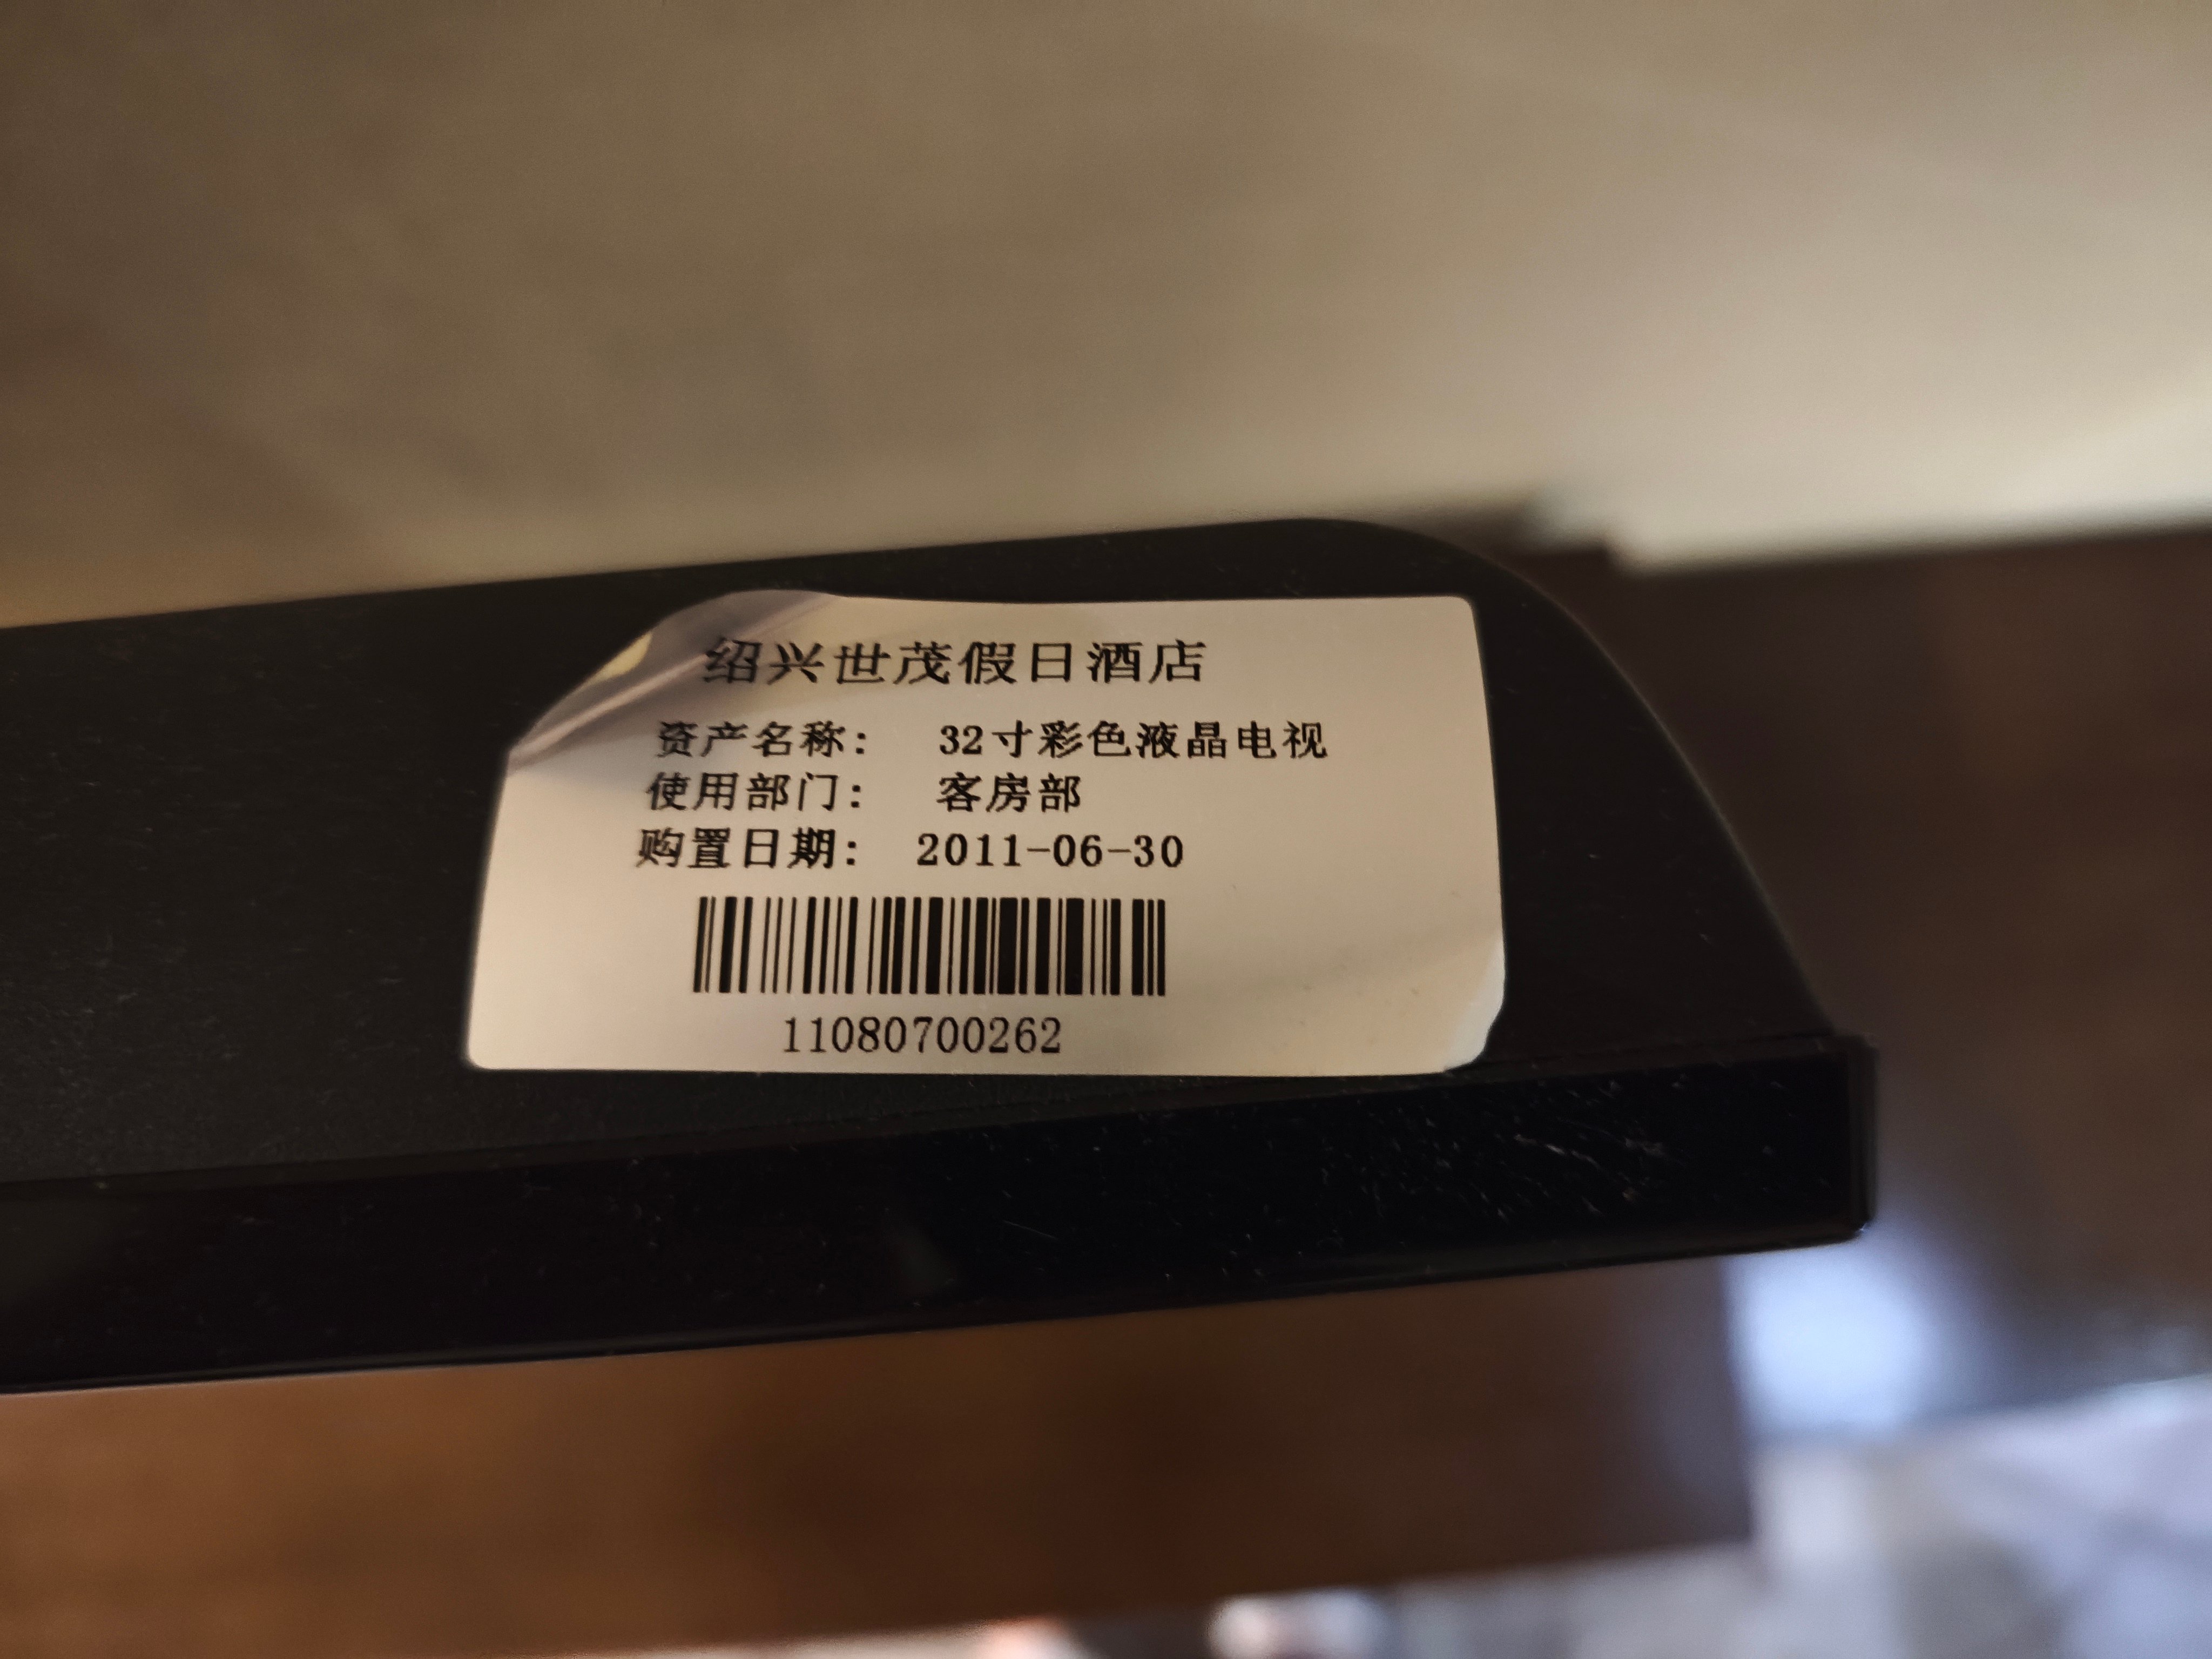 绍兴世茂假日酒店
资产名称： 32寸彩色液晶电视
使用部门： 客房部
购置日期： 2011-06-30
11080700262